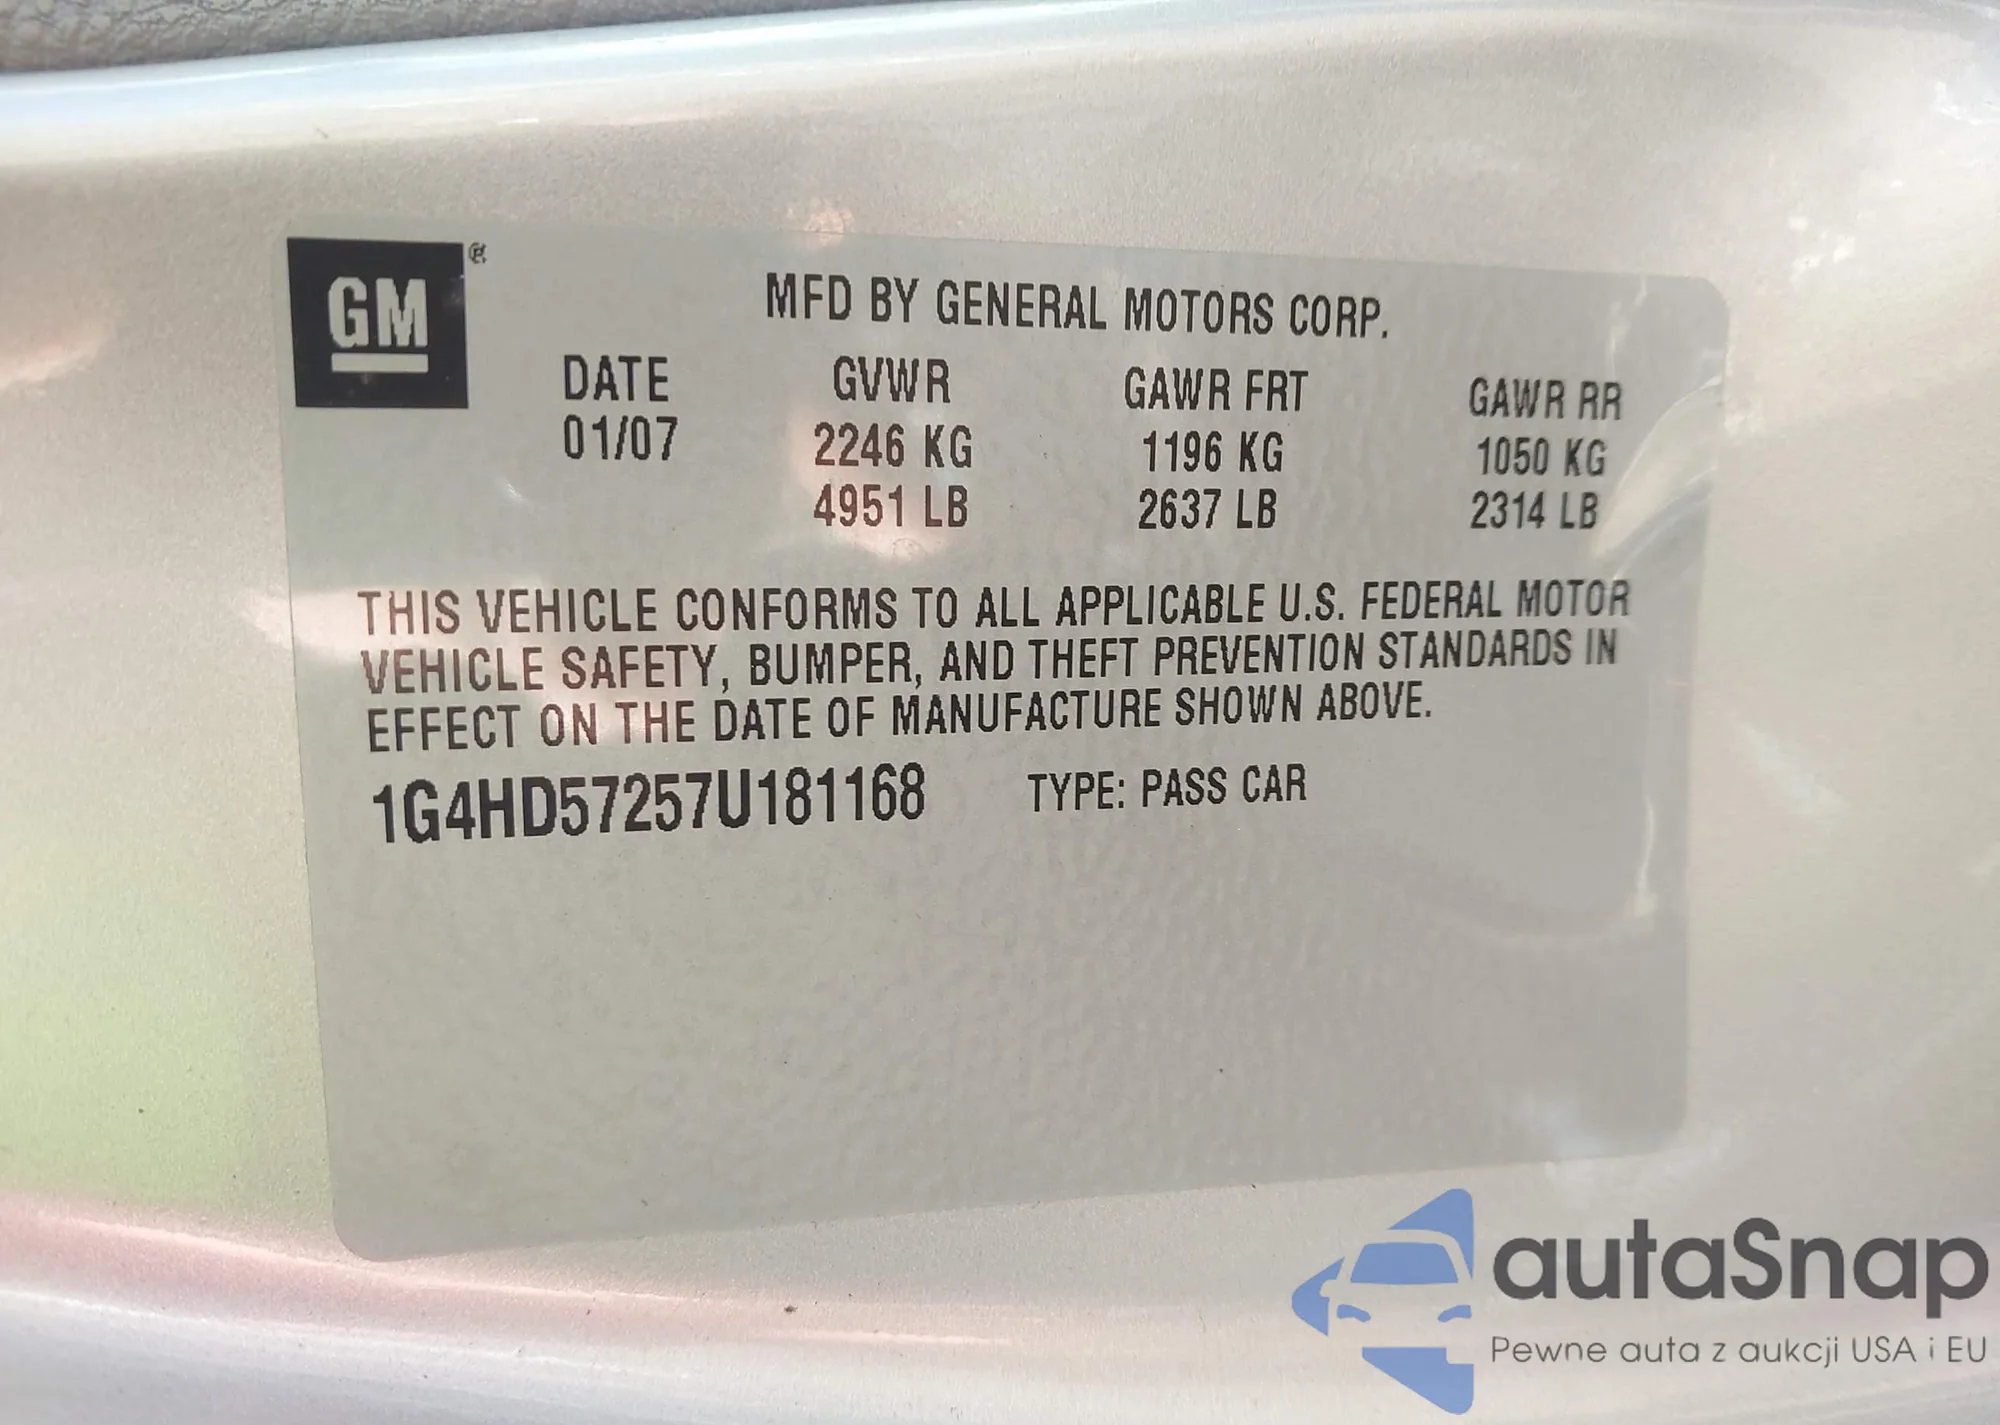 GM
MFD BY GENERAL MOTORS CORP.
DATE GVWR GAWR FRT GAWR RR
01/07 2246 KG 1196 KG 1050 KG
4951 LB 2637 LB 2314 LB
THIS VEHICLE CONFORMS TO ALL APPLICABLE U.S. FEDERAL MOTOR
VEHICLE SAFETY, BUMPER, AND THEFT PREVENTION STANDARDS IN
EFFECT ON THE DATE OF MANUFACTURE SHOWN ABOVE.
1G4HD57257U181168 TYPE: PASS CAR
autaSnap
Pewne auta z aukcji USA i EU